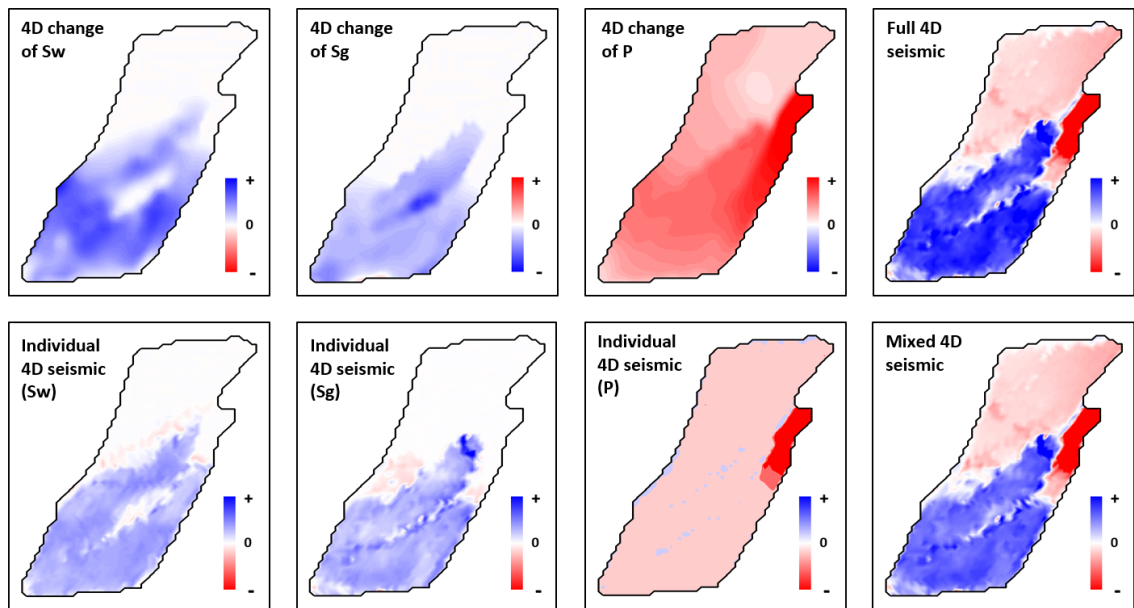 4D change
of Sw
+
0
-
4D change
of Sg
+
0
-
4D change
of P
+
0
-
Full 4D
seismic
+
0
-
Individual
4D seismic
(Sw)
+
0
-
Individual
4D seismic
(Sg)
+
0
-
Individual
4D seismic
(P)
+
0
-
Mixed 4D
seismic
+
0
-